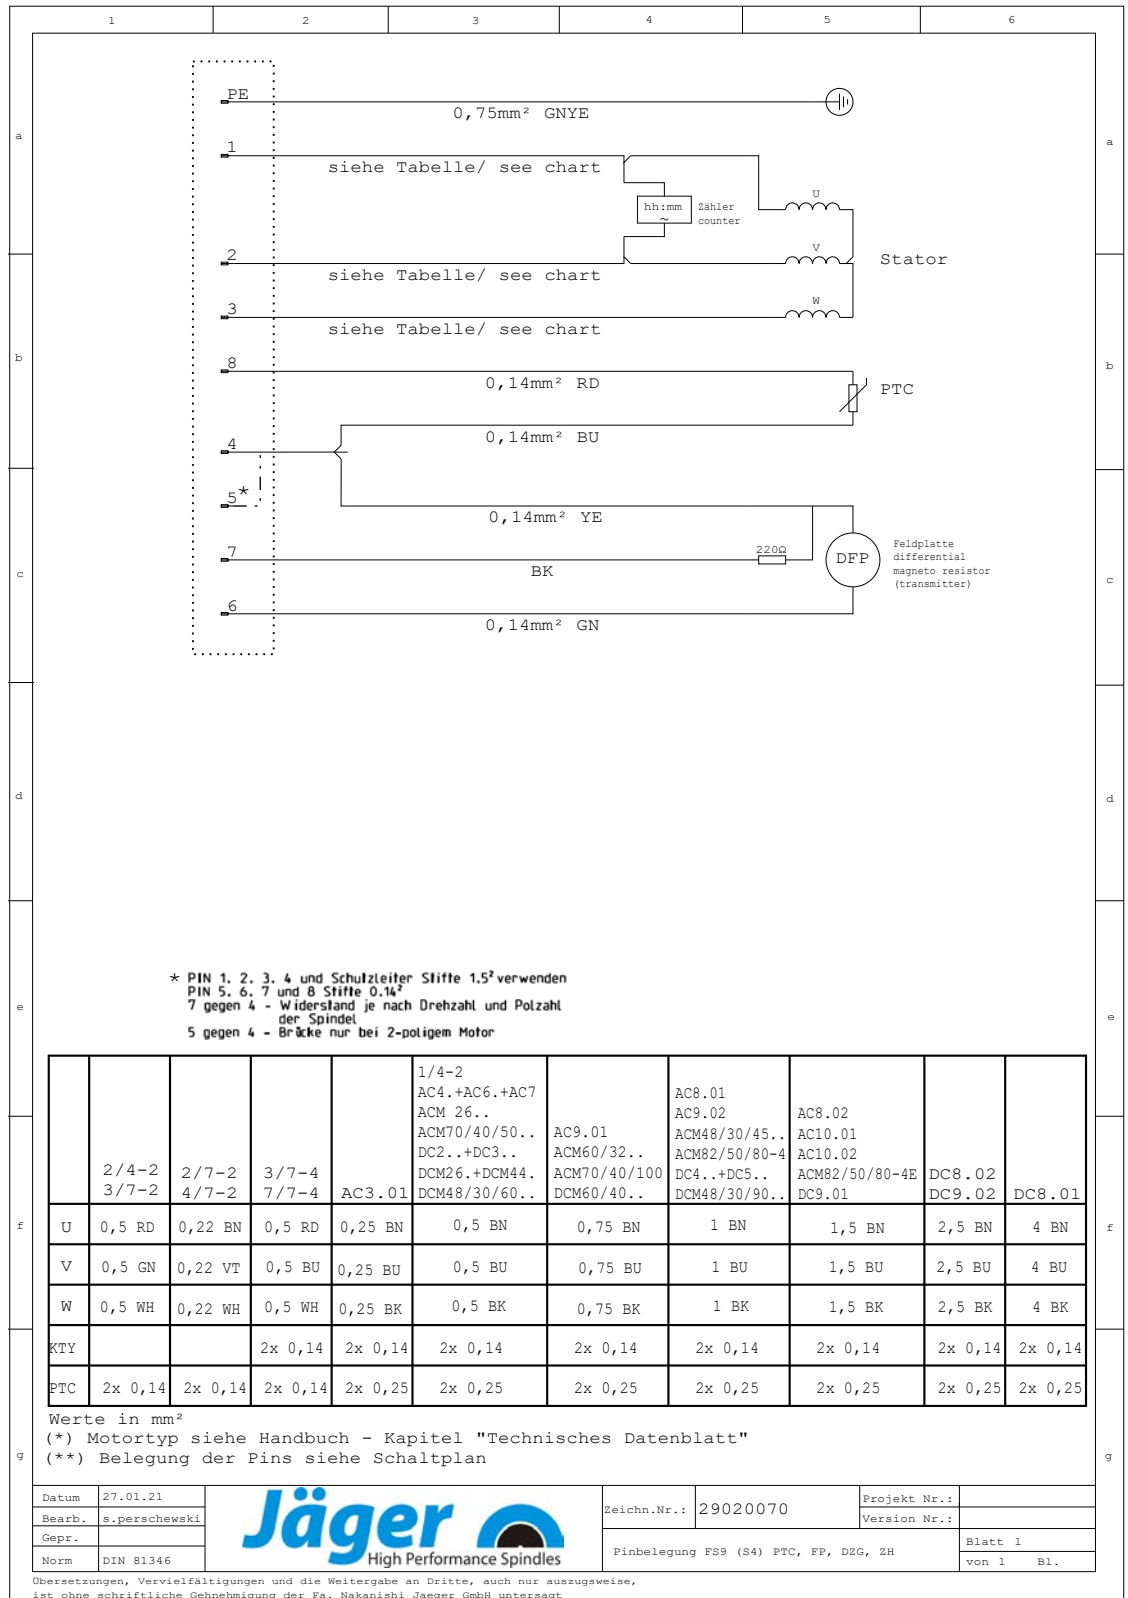 1 2 3 4 5 6
PE
0,75mm² GNYE
a a
1
siehe Tabelle/ see chart
U
hh:mm
~
Zähler
counter
2
V
Stator
siehe Tabelle/ see chart
3
W
siehe Tabelle/ see chart
b b
8
0,14mm² RD
PTC
0,14mm² BU
4
5*
0,14mm² YE
7
220Ω
DFP
Feldplatte
differential
magneto resistor
(transmitter)
BK
c c
6
0,14mm² GN
d d
* PIN 1. 2. 3. 4 und Schutzleiter Stifte 1.5² verwenden
PIN 5. 6. 7 und 8 Stifte 0.14²
7 gegen 4 - Widerstand je nach Drehzahl und Polzahl
der Spindel
5 gegen 4 - Brücke nur bei 2-poligem Motor
e e
2/4-2
3/7-2
2/7-2
4/7-2
3/7-4
7/7-4
AC3.01
1/4-2
AC4.+AC6.+AC7
ACM 26..
ACM70/40/50..
DC2..+DC3..
DCM26.+DCM44.
DCM48/30/60..
AC9.01
ACM60/32..
ACM70/40/100
DCM60/40..
AC8.01
AC9.02
ACM48/30/45..
ACM82/50/80-4
DC4..+DC5..
DCM48/30/90..
AC8.02
AC10.01
AC10.02
ACM82/50/80-4E
DC9.01
DC8.02
DC9.02
DC8.01
f f
U 0,5 RD 0,22 BN 0,5 RD 0,25 BN 0,5 BN 0,75 BN 1 BN 1,5 BN 2,5 BN 4 BN
V 0,5 GN 0,22 VT 0,5 BU 0,25 BU 0,5 BU 0,75 BU 1 BU 1,5 BU 2,5 BU 4 BU
W 0,5 WH 0,22 WH 0,5 WH 0,25 BK 0,5 BK 0,75 BK 1 BK 1,5 BK 2,5 BK 4 BK
KTY 2x 0,14 2x 0,14 2x 0,14 2x 0,14 2x 0,14 2x 0,14 2x 0,14 2x 0,14
PTC 2x 0,14 2x 0,14 2x 0,14 2x 0,25 2x 0,25 2x 0,25 2x 0,25 2x 0,25 2x 0,25 2x 0,25
Werte in mm²
(*) Motortyp siehe Handbuch - Kapitel "Technisches Datenblatt"
(**) Belegung der Pins siehe Schaltplan
g g
Datum 27.01.21
Bearb. s.perschewski
Gepr.
Norm DIN 81346
Jäger
High Performance Spindles
Zeichn.Nr.: 29020070
Projekt Nr.:
Version Nr.:
Pinbelegung FS9 (S4) PTC, FP, DZG, ZH
Blatt 1
von 1 Bl.
Übersetzungen, Vervielfältigungen und die Weitergabe an Dritte, auch nur auszugsweise,
ist ohne schriftliche Gehnehmigung der Fa. Nakanishi Jaeger GmbH untersagt